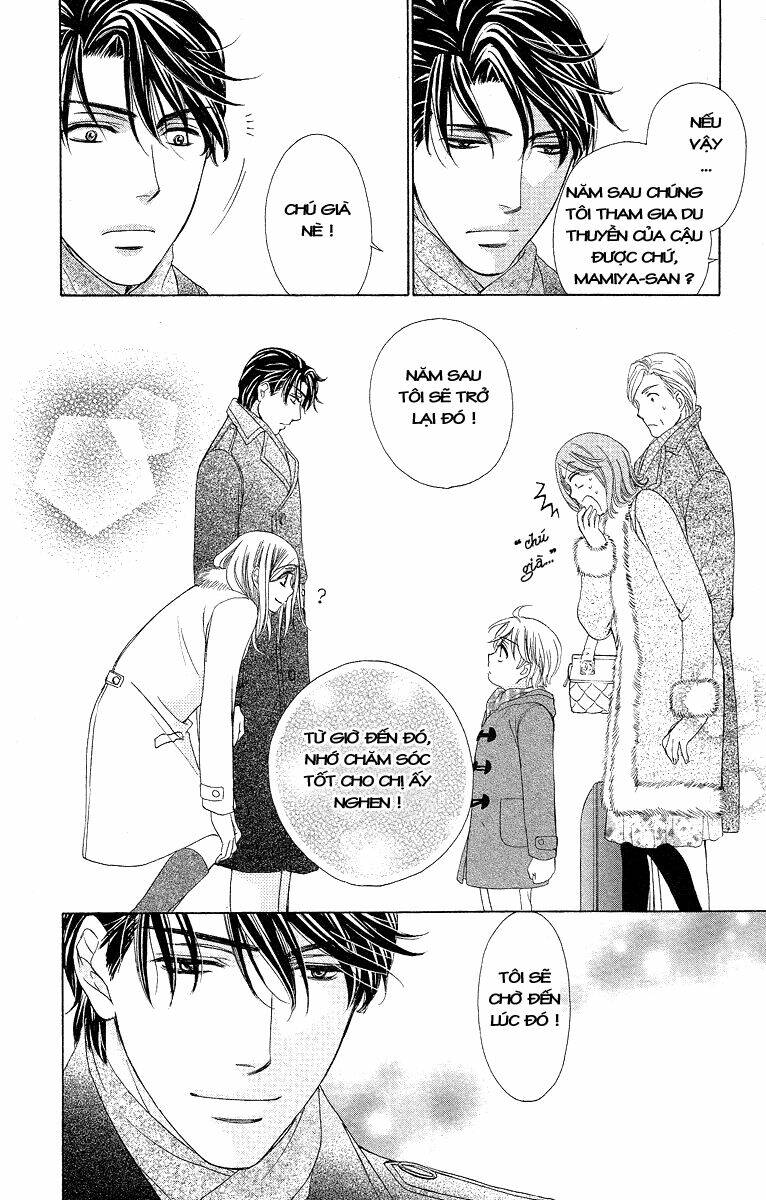 NẾU
VẬY
...
NĂM SAU CHÚNG
TÔI THAM GIA DU
THUYỀN CỦA CẬU
ĐƯỢC CHỨ,
MAMIYA-SAN ?
CHÚ GIÀ
NÈ !
NĂM SAU
TÔI SẼ TRỞ
LẠI ĐÓ !
"chú
già..."
?
TỪ GIỜ ĐẾN ĐÓ,
NHỚ CHĂM SÓC
TỐT CHO CHỊ ẤY
NGHEN !
TÔI SẼ
CHỜ ĐẾN
LÚC ĐÓ !